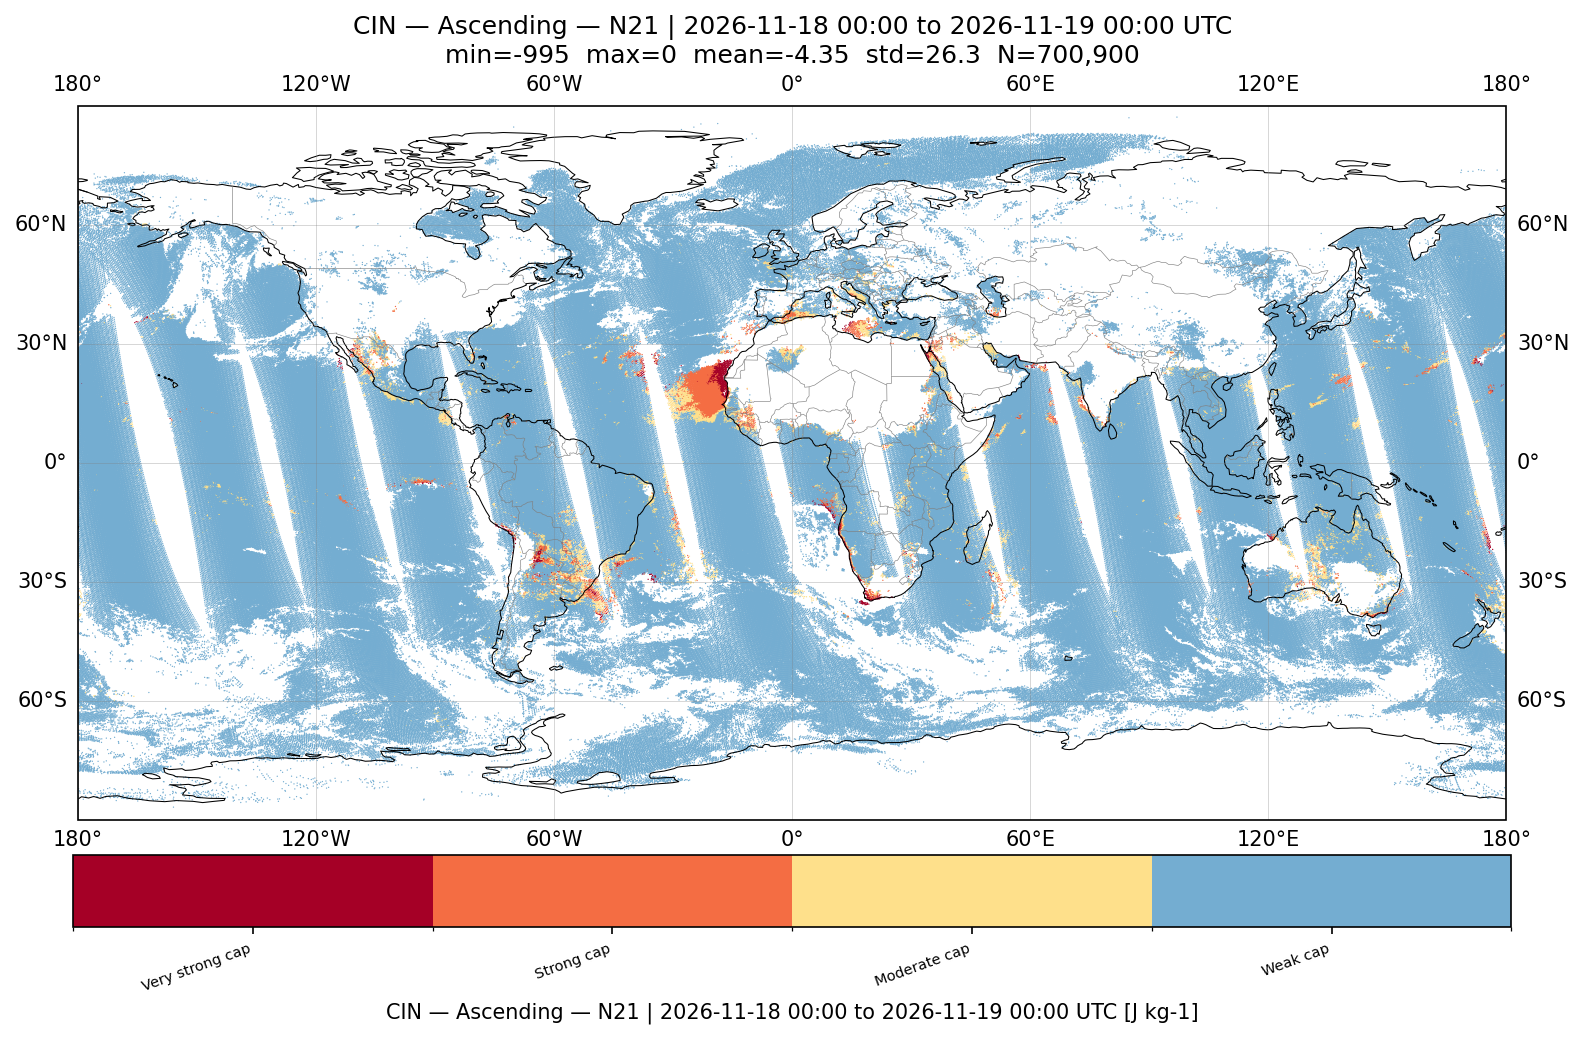 CIN — Ascending — N21 | 2026-11-18 00:00 to 2026-11-19 00:00 UTC
min=-995 max=0 mean=-4.35 std=26.3 N=700,900
180° 120°W 60°W 0° 60°E 120°E 180°
60°N 60°N
30°N 30°N
0° 0°
30°S 30°S
60°S 60°S
180° 120°W 60°W 0° 60°E 120°E 180°
Very strong cap Strong cap Moderate cap Weak cap
CIN — Ascending — N21 | 2026-11-18 00:00 to 2026-11-19 00:00 UTC [J kg-1]